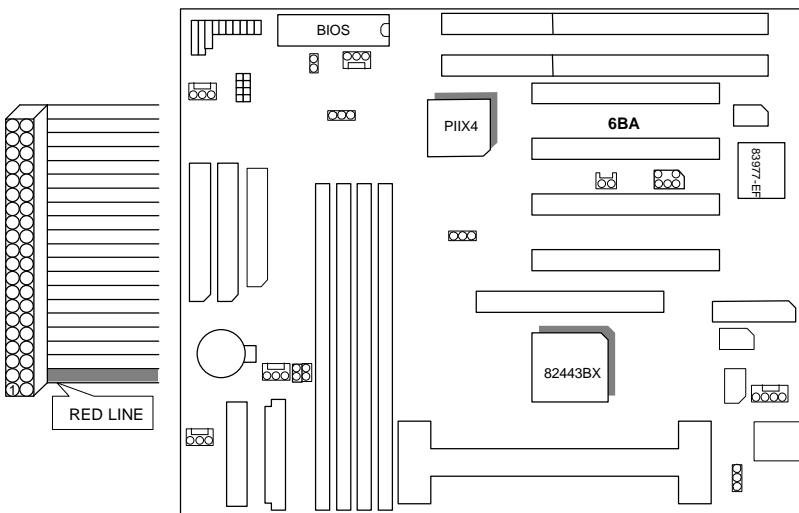 BIOS
PIIX4
6BA
83977-EF
82443BX
1
RED LINE